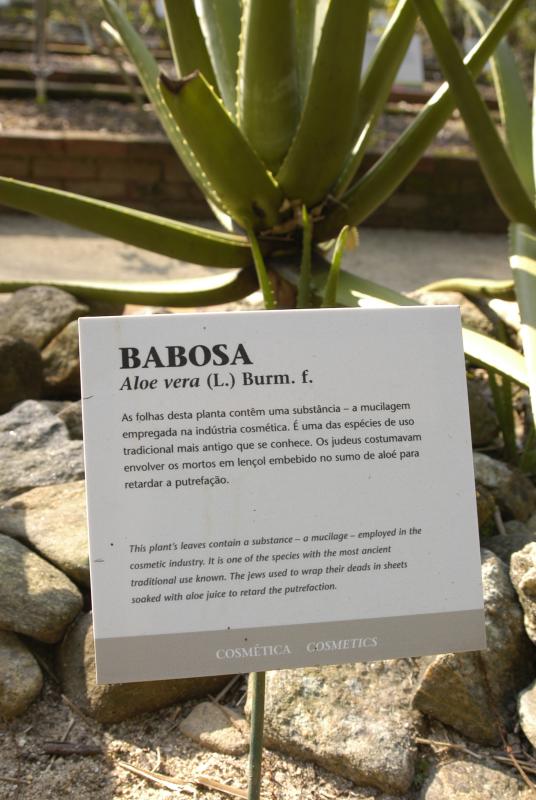 BABOSA
Aloe vera (L.) Burm. f.
As folhas desta planta contêm uma substância – a mucilagem
empregada na indústria cosmética. É uma das espécies de uso
tradicional mais antigo que se conhece. Os judeus costumavam
envolver os mortos em lençol embebido no sumo de aloé para
retardar a putrefação.
This plant's leaves contain a substance – a mucilage – employed in the
cosmetic industry. It is one of the species with the most ancient
traditional use known. The jews used to wrap their deads in sheets
soaked with aloe juice to retard the putrefaction.
COSMÉTICA COSMETICS